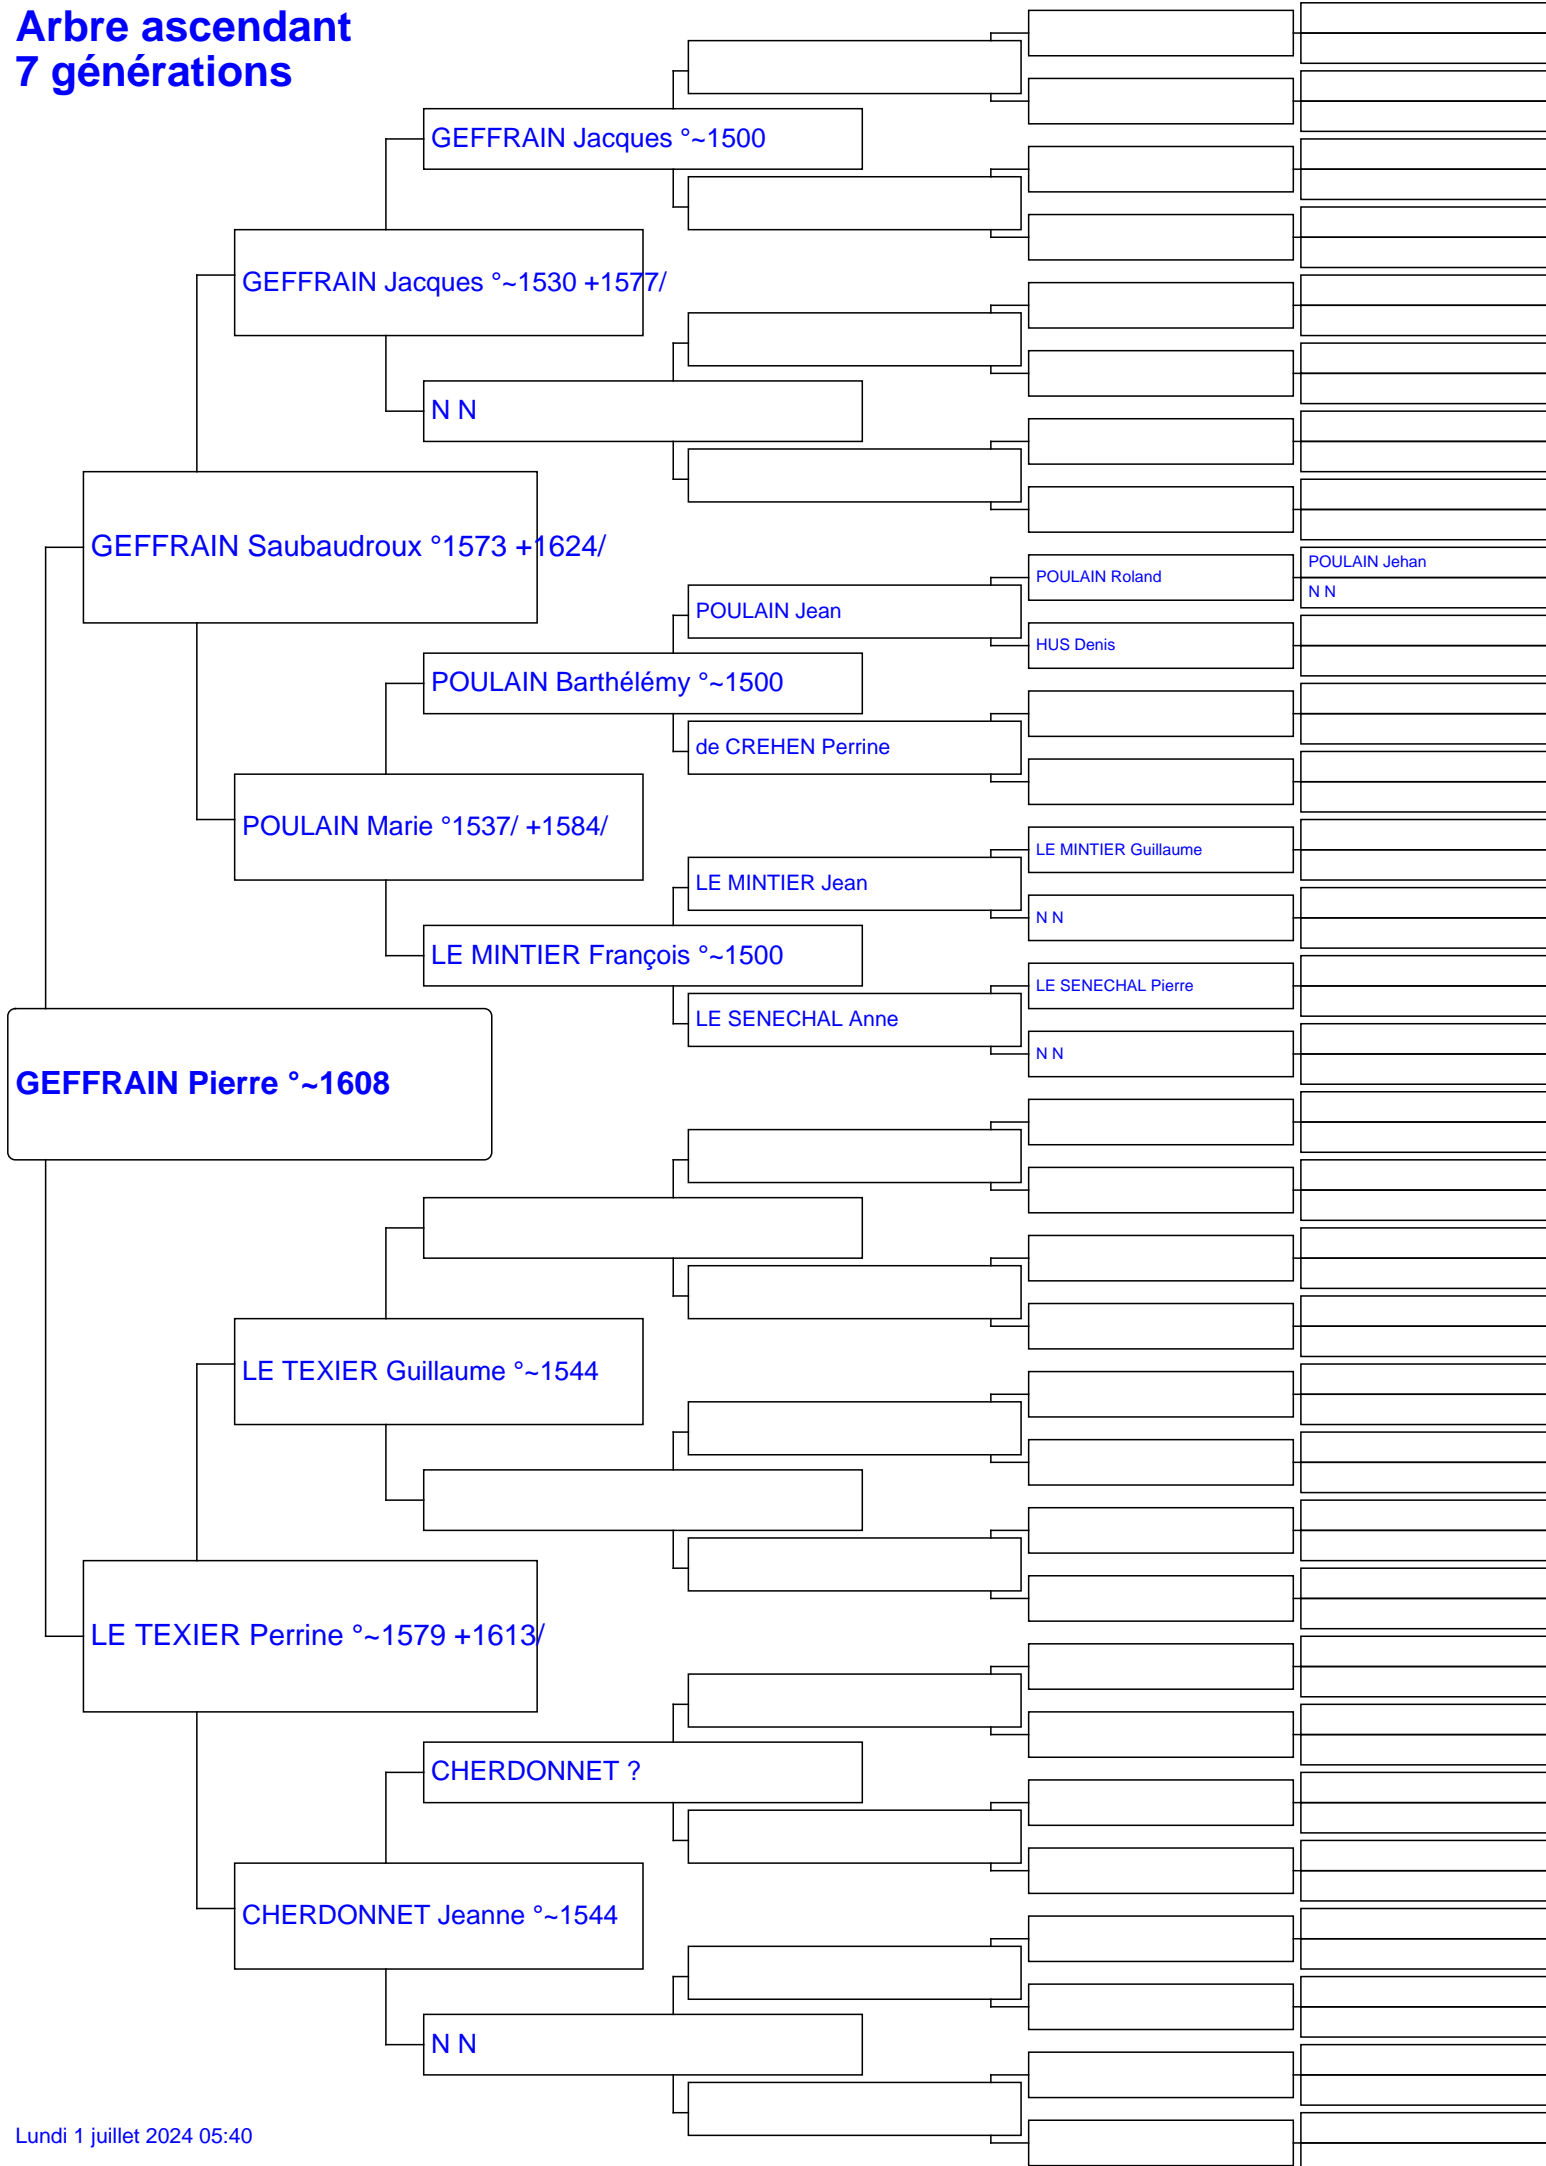 Arbre ascendant
7 générations
GEFFRAIN Jacques °~1500
GEFFRAIN Jacques °~1530 +1577/
N N
GEFFRAIN Saubaudroux °1573 +1624/
POULAIN Jehan
POULAIN Roland
N N
POULAIN Jean
HUS Denis
POULAIN Barthélémy °~1500
de CREHEN Perrine
POULAIN Marie °1537/ +1584/
LE MINTIER Guillaume
LE MINTIER Jean
N N
LE MINTIER François °~1500
LE SENECHAL Pierre
LE SENECHAL Anne
N N
GEFFRAIN Pierre °~1608
LE TEXIER Guillaume °~1544
LE TEXIER Perrine °~1579 +1613/
CHERDONNET ?
CHERDONNET Jeanne °~1544
N N
Lundi 1 juillet 2024 05:40